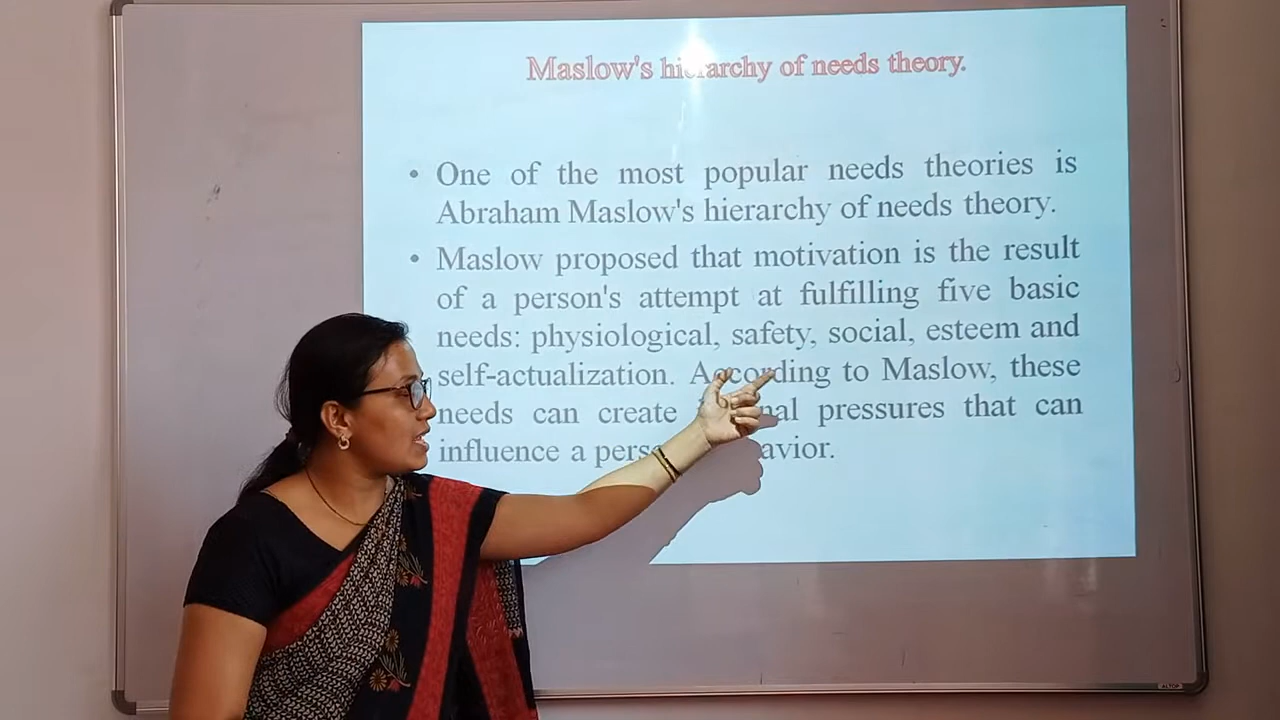 Maslow's hierarchy of needs theory.
• One of the most popular needs theories is
Abraham Maslow's hierarchy of needs theory.
• Maslow proposed that motivation is the result
of a person's attempt at fulfilling five basic
needs: physiological, safety, social, esteem and
self-actualization. According to Maslow, these
needs can create pressures that can
influence a
ALTOP